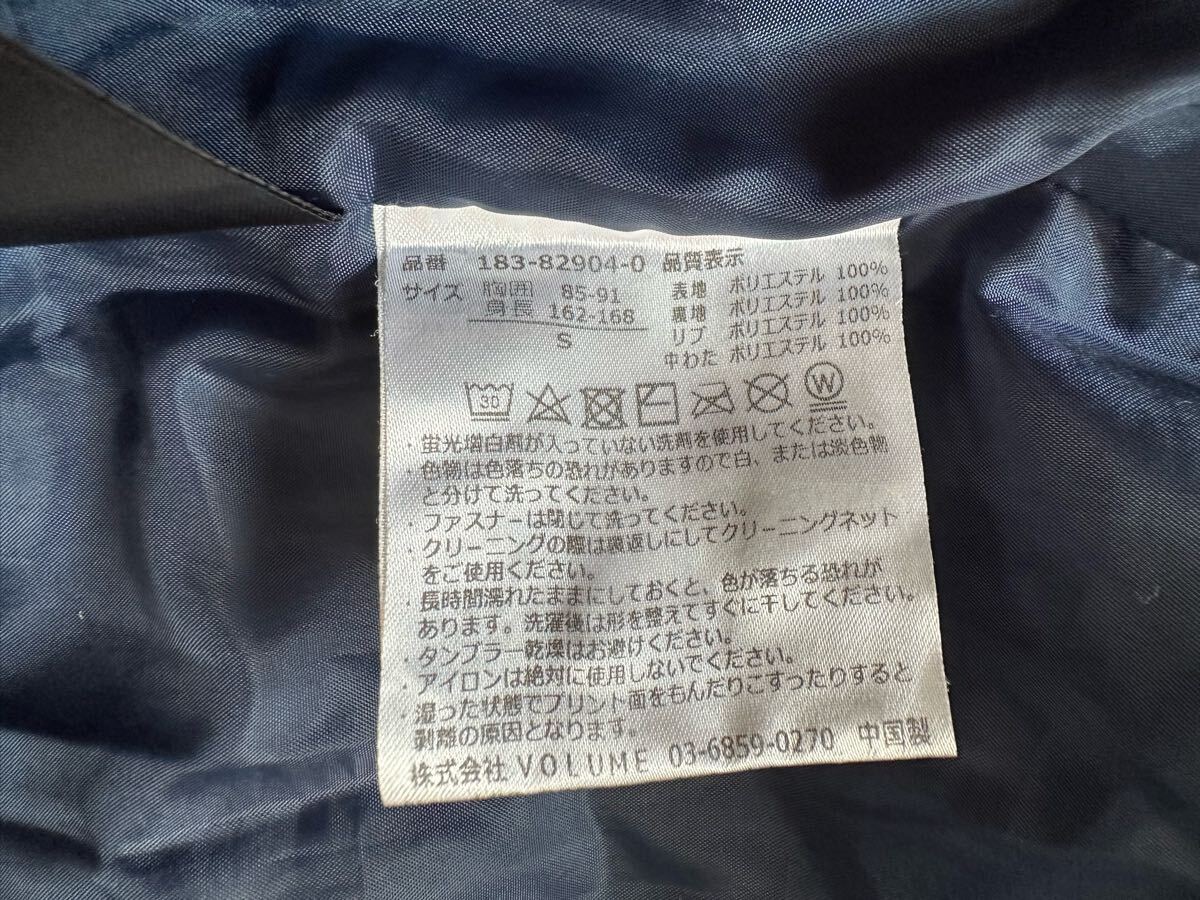 品番 183-82904-0 品質表示
サイズ 胸囲 85-91
身長 162-168
S
表地 ポリエステル 100%
裏地 ポリエステル 100%
リブ ポリエステル 100%
中わた ポリエステル 100%
30
W
・蛍光増白剤が入っていない洗剤を使用してください。
・色物は色落ちの恐れがありますので白、または淡色物
と分けて洗ってください。
・ファスナーは閉じて洗ってください。
・クリーニングの際は裏返しにしてクリーニングネット
をご使用ください。
・長時間濡れたままにしておくと、色が落ちる恐れが
あります。洗濯後は形を整えてすぐに干してください。
・タンブラー乾燥はお避けください。
・アイロンは絶対に使用しないでください。
・湿った状態でプリント面をもんだりこすったりすると
剥離の原因となります。
株式会社 VOLUME 03-6859-0270 中国製